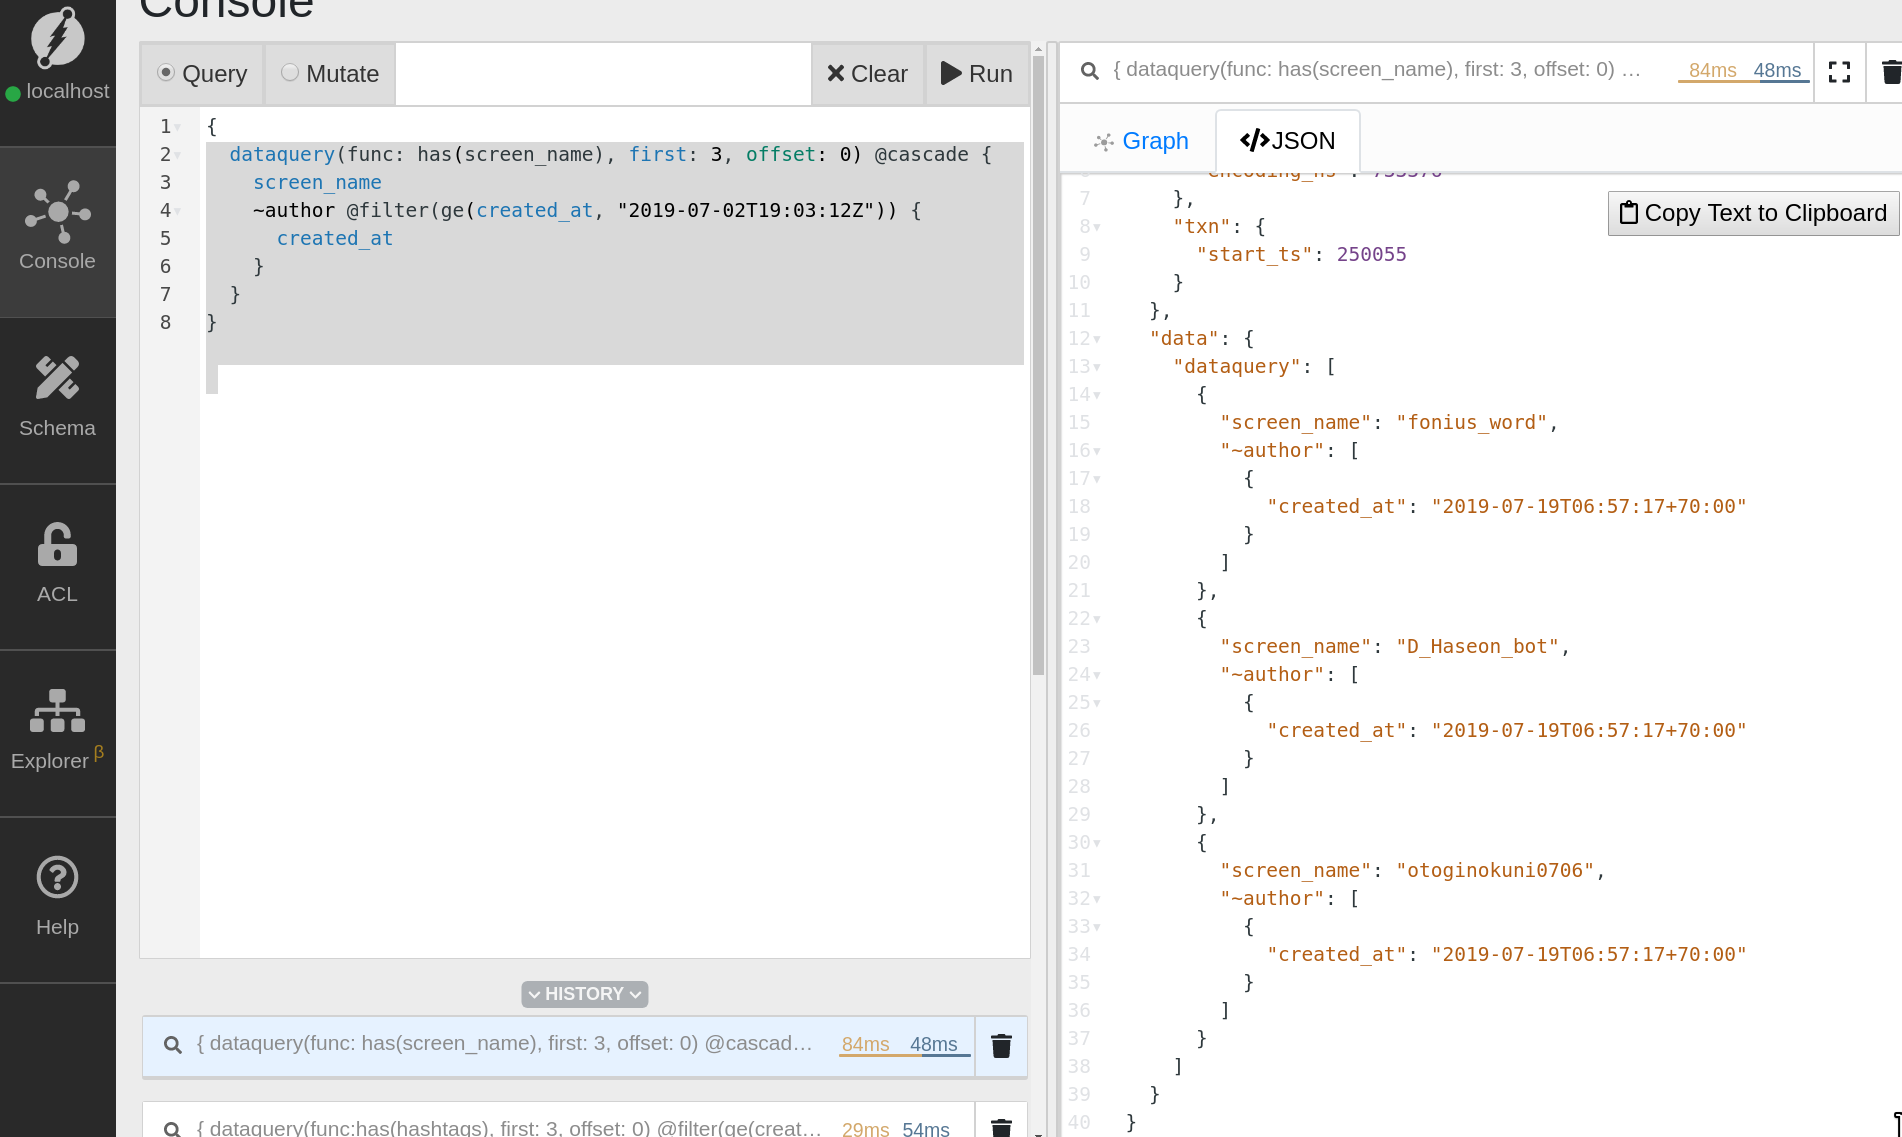 Console
localhost
Console
Schema
ACL
Explorer β
Help
Query Mutate Clear Run
1 {
2 dataquery(func: has(screen_name), first: 3, offset: 0) @cascade {
3 screen_name
4 ~author @filter(ge(created_at, "2019-07-02T19:03:12Z")) {
5 created_at
6 }
7 }
8 }
HISTORY
{ dataquery(func: has(screen_name), first: 3, offset: 0) @cascad… 84ms 48ms
{ dataquery(func:has(hashtags), first: 3, offset: 0) @filter(ge(creat… 29ms 54ms
{ dataquery(func: has(screen_name), first: 3, offset: 0) … 84ms 48ms
Graph JSON
Copy Text to Clipboard
7 },
8 "txn": {
9 "start_ts": 250055
10 }
11 },
12 "data": {
13 "dataquery": [
14 {
15 "screen_name": "fonius_word",
16 "~author": [
17 {
18 "created_at": "2019-07-19T06:57:17+70:00"
19 }
20 ]
21 },
22 {
23 "screen_name": "D_Haseon_bot",
24 "~author": [
25 {
26 "created_at": "2019-07-19T06:57:17+70:00"
27 }
28 ]
29 },
30 {
31 "screen_name": "otoginokuni0706",
32 "~author": [
33 {
34 "created_at": "2019-07-19T06:57:17+70:00"
35 }
36 ]
37 }
38 ]
39 }
40 }